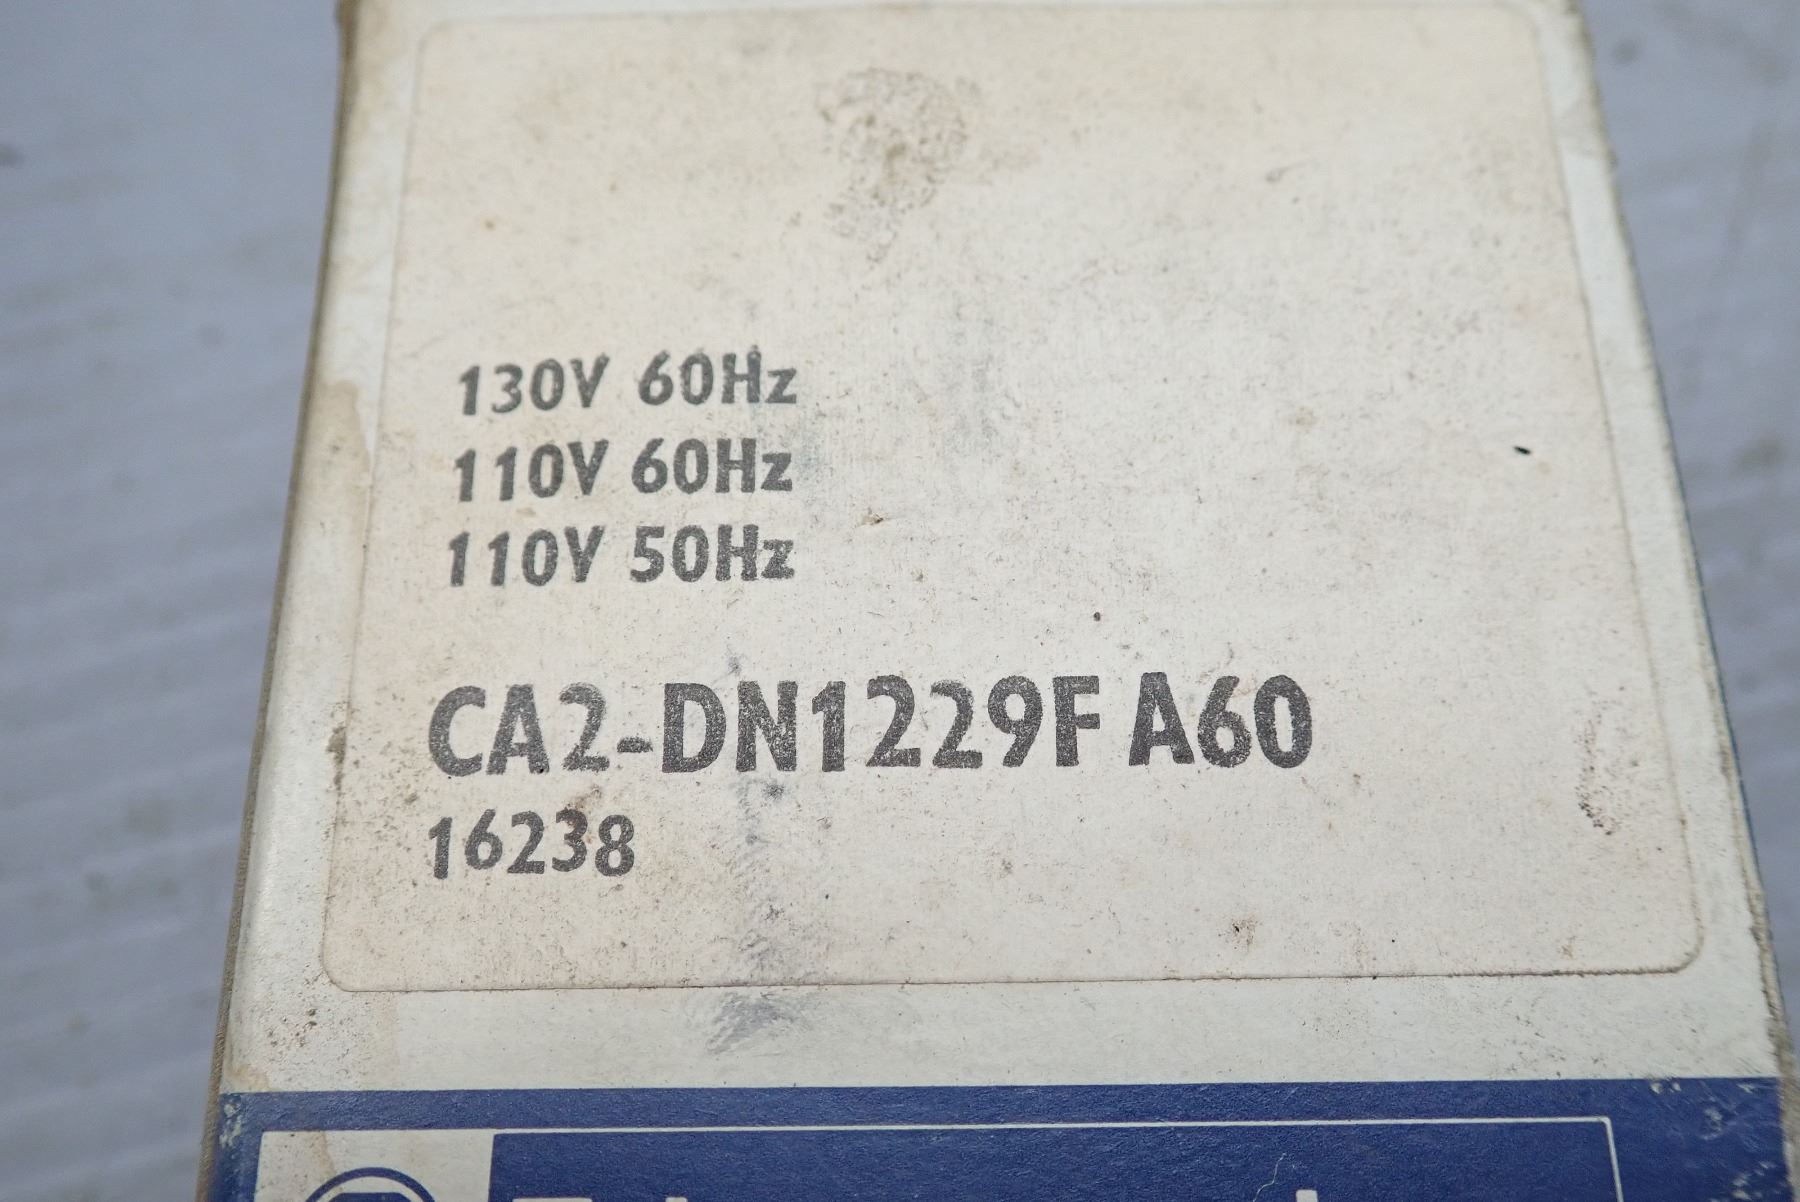 130V 60Hz
110V 60Hz
110V 50Hz
CA2-DN1229F A60
16238